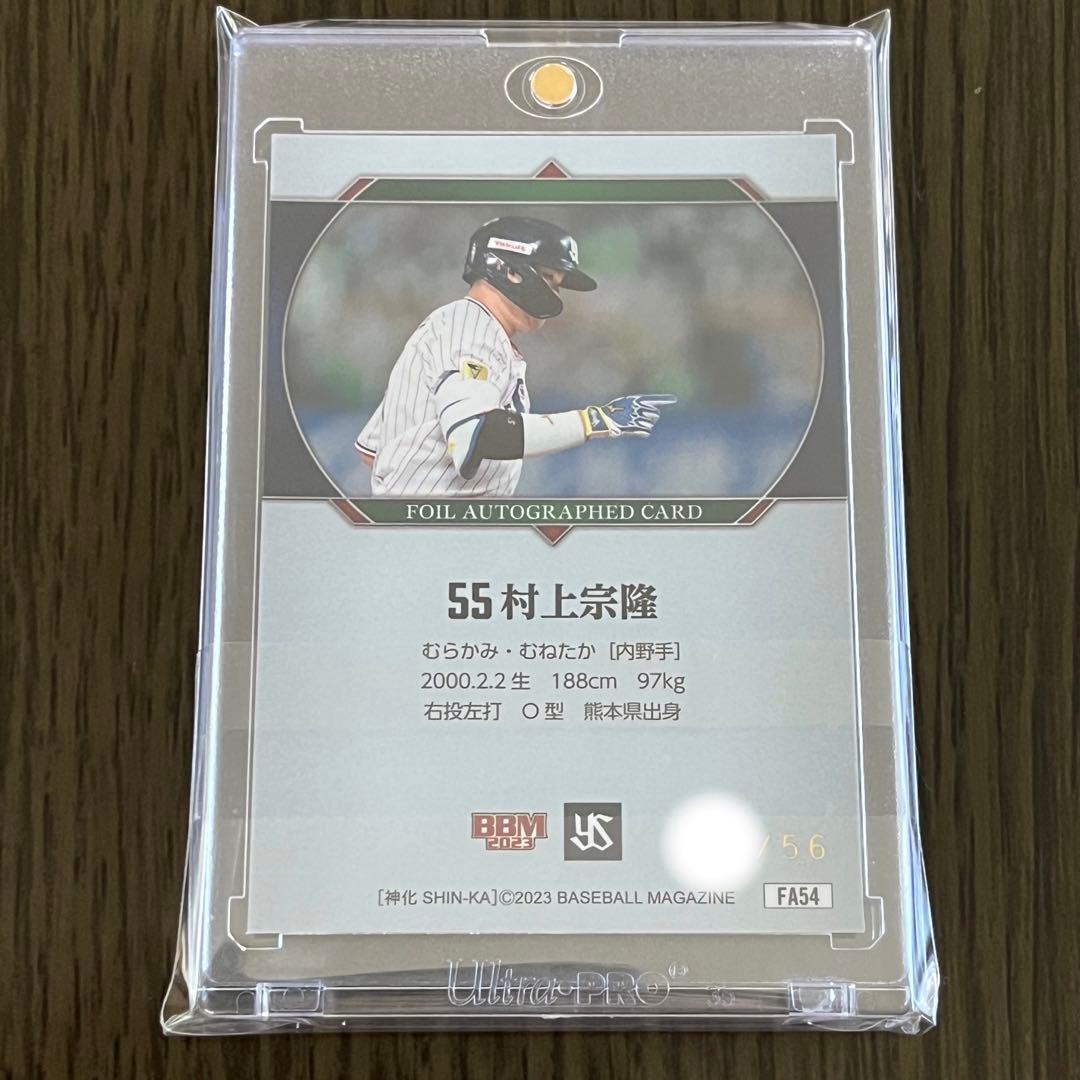 Yakult
FOIL AUTOGRAPHED CARD
55 村上宗隆
むらかみ・むねたか [内野手]
2000.2.2生 188cm 97kg
右投左打 O型 熊本県出身
BBM
2023
YS
/56
[神化 SHIN-KA]©2023 BASEBALL MAGAZINE
FA54
Ultra•PRO®